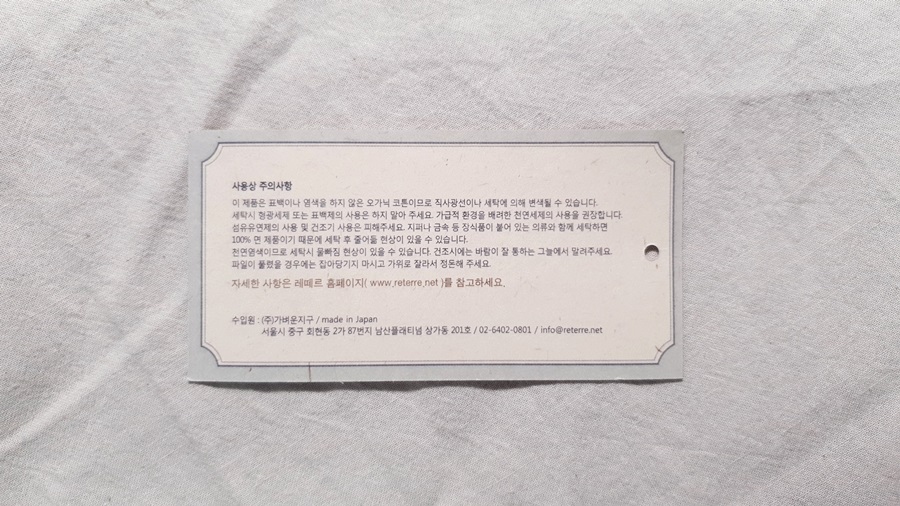 사용상 주의사항
이 제품은 표백이나 염색을 하지 않은 오가닉 코튼이므로 직사광선이나 세탁에 의해 변색될 수 있습니다.
세탁시 형광세제 또는 표백제의 사용은 하지 말아 주세요. 가급적 환경을 배려한 천연세제의 사용을 권장합니다.
섬유유연제의 사용 및 건조기 사용은 피해주세요. 지퍼나 금속 등 장식품이 붙어 있는 의류와 함께 세탁하면
100% 면 제품이기 때문에 세탁 후 줄어들 현상이 있을 수 있습니다.
천연염색이므로 세탁시 물빠짐 현상이 있을 수 있습니다. 건조시에는 바람이 잘 통하는 그늘에서 말려주세요.
파일이 풀렸을 경우에는 잡아당기지 마시고 가위로 잘라서 정돈해 주세요.
자세한 사항은 레떼르 홈페이지( www.reterre.net )를 참고하세요.
수입원 : (주)가벼운지구 / made in Japan
서울시 중구 회현동 2가 87번지 남산플래티넘 상가동 201호 / 02-6402-0801 / info@reterre.net